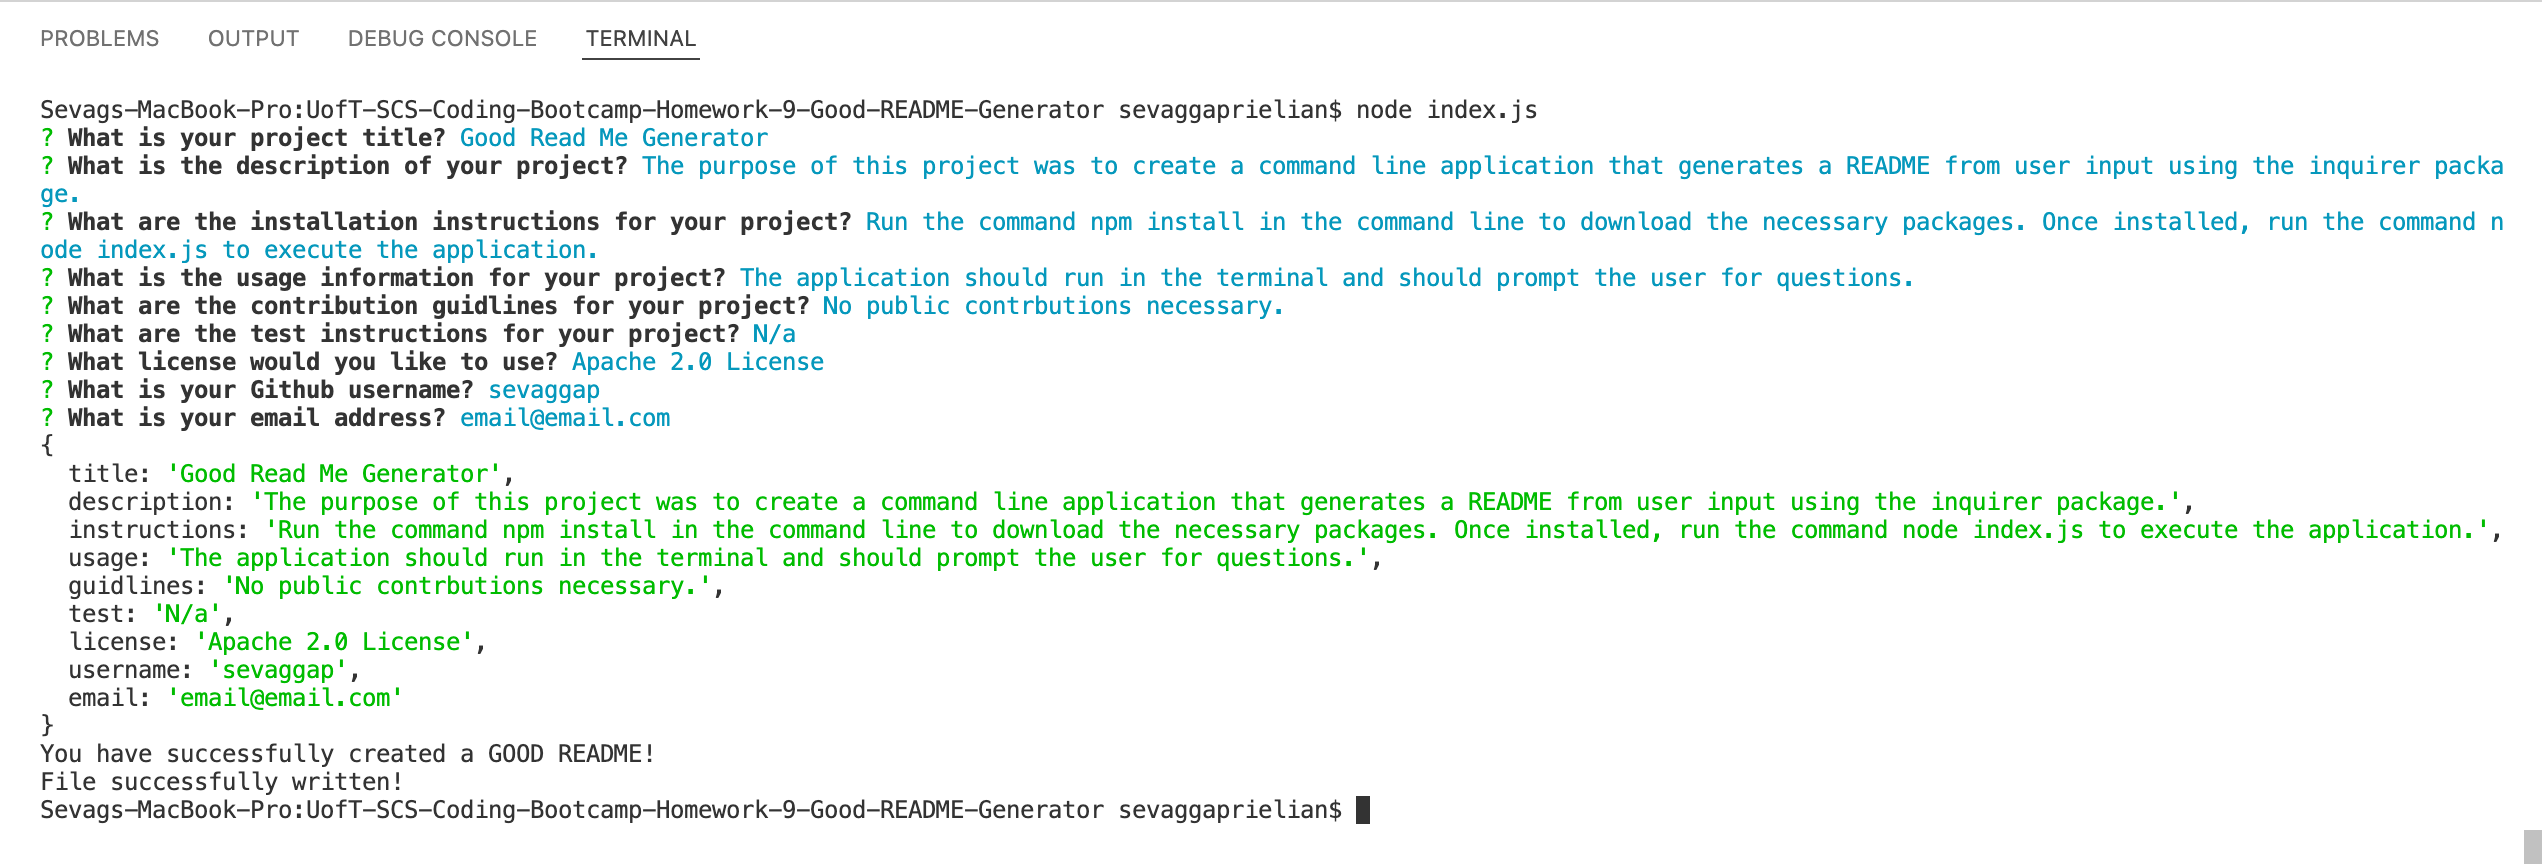 PROBLEMS OUTPUT DEBUG CONSOLE TERMINAL
Sevags-MacBook-Pro:UofT-SCS-Coding-Bootcamp-Homework-9-Good-README-Generator sevaggaprielian$ node index.js
? What is your project title? Good Read Me Generator
? What is the description of your project? The purpose of this project was to create a command line application that generates a README from user input using the inquirer packa
ge.
? What are the installation instructions for your project? Run the command npm install in the command line to download the necessary packages. Once installed, run the command n
ode index.js to execute the application.
? What is the usage information for your project? The application should run in the terminal and should prompt the user for questions.
? What are the contribution guidlines for your project? No public contrbutions necessary.
? What are the test instructions for your project? N/a
? What license would you like to use? Apache 2.0 License
? What is your Github username? sevaggap
? What is your email address? email@email.com
{
  title: 'Good Read Me Generator',
  description: 'The purpose of this project was to create a command line application that generates a README from user input using the inquirer package.',
  instructions: 'Run the command npm install in the command line to download the necessary packages. Once installed, run the command node index.js to execute the application.',
  usage: 'The application should run in the terminal and should prompt the user for questions.',
  guidlines: 'No public contrbutions necessary.',
  test: 'N/a',
  license: 'Apache 2.0 License',
  username: 'sevaggap',
  email: 'email@email.com'
}
You have successfully created a GOOD README!
File successfully written!
Sevags-MacBook-Pro:UofT-SCS-Coding-Bootcamp-Homework-9-Good-README-Generator sevaggaprielian$